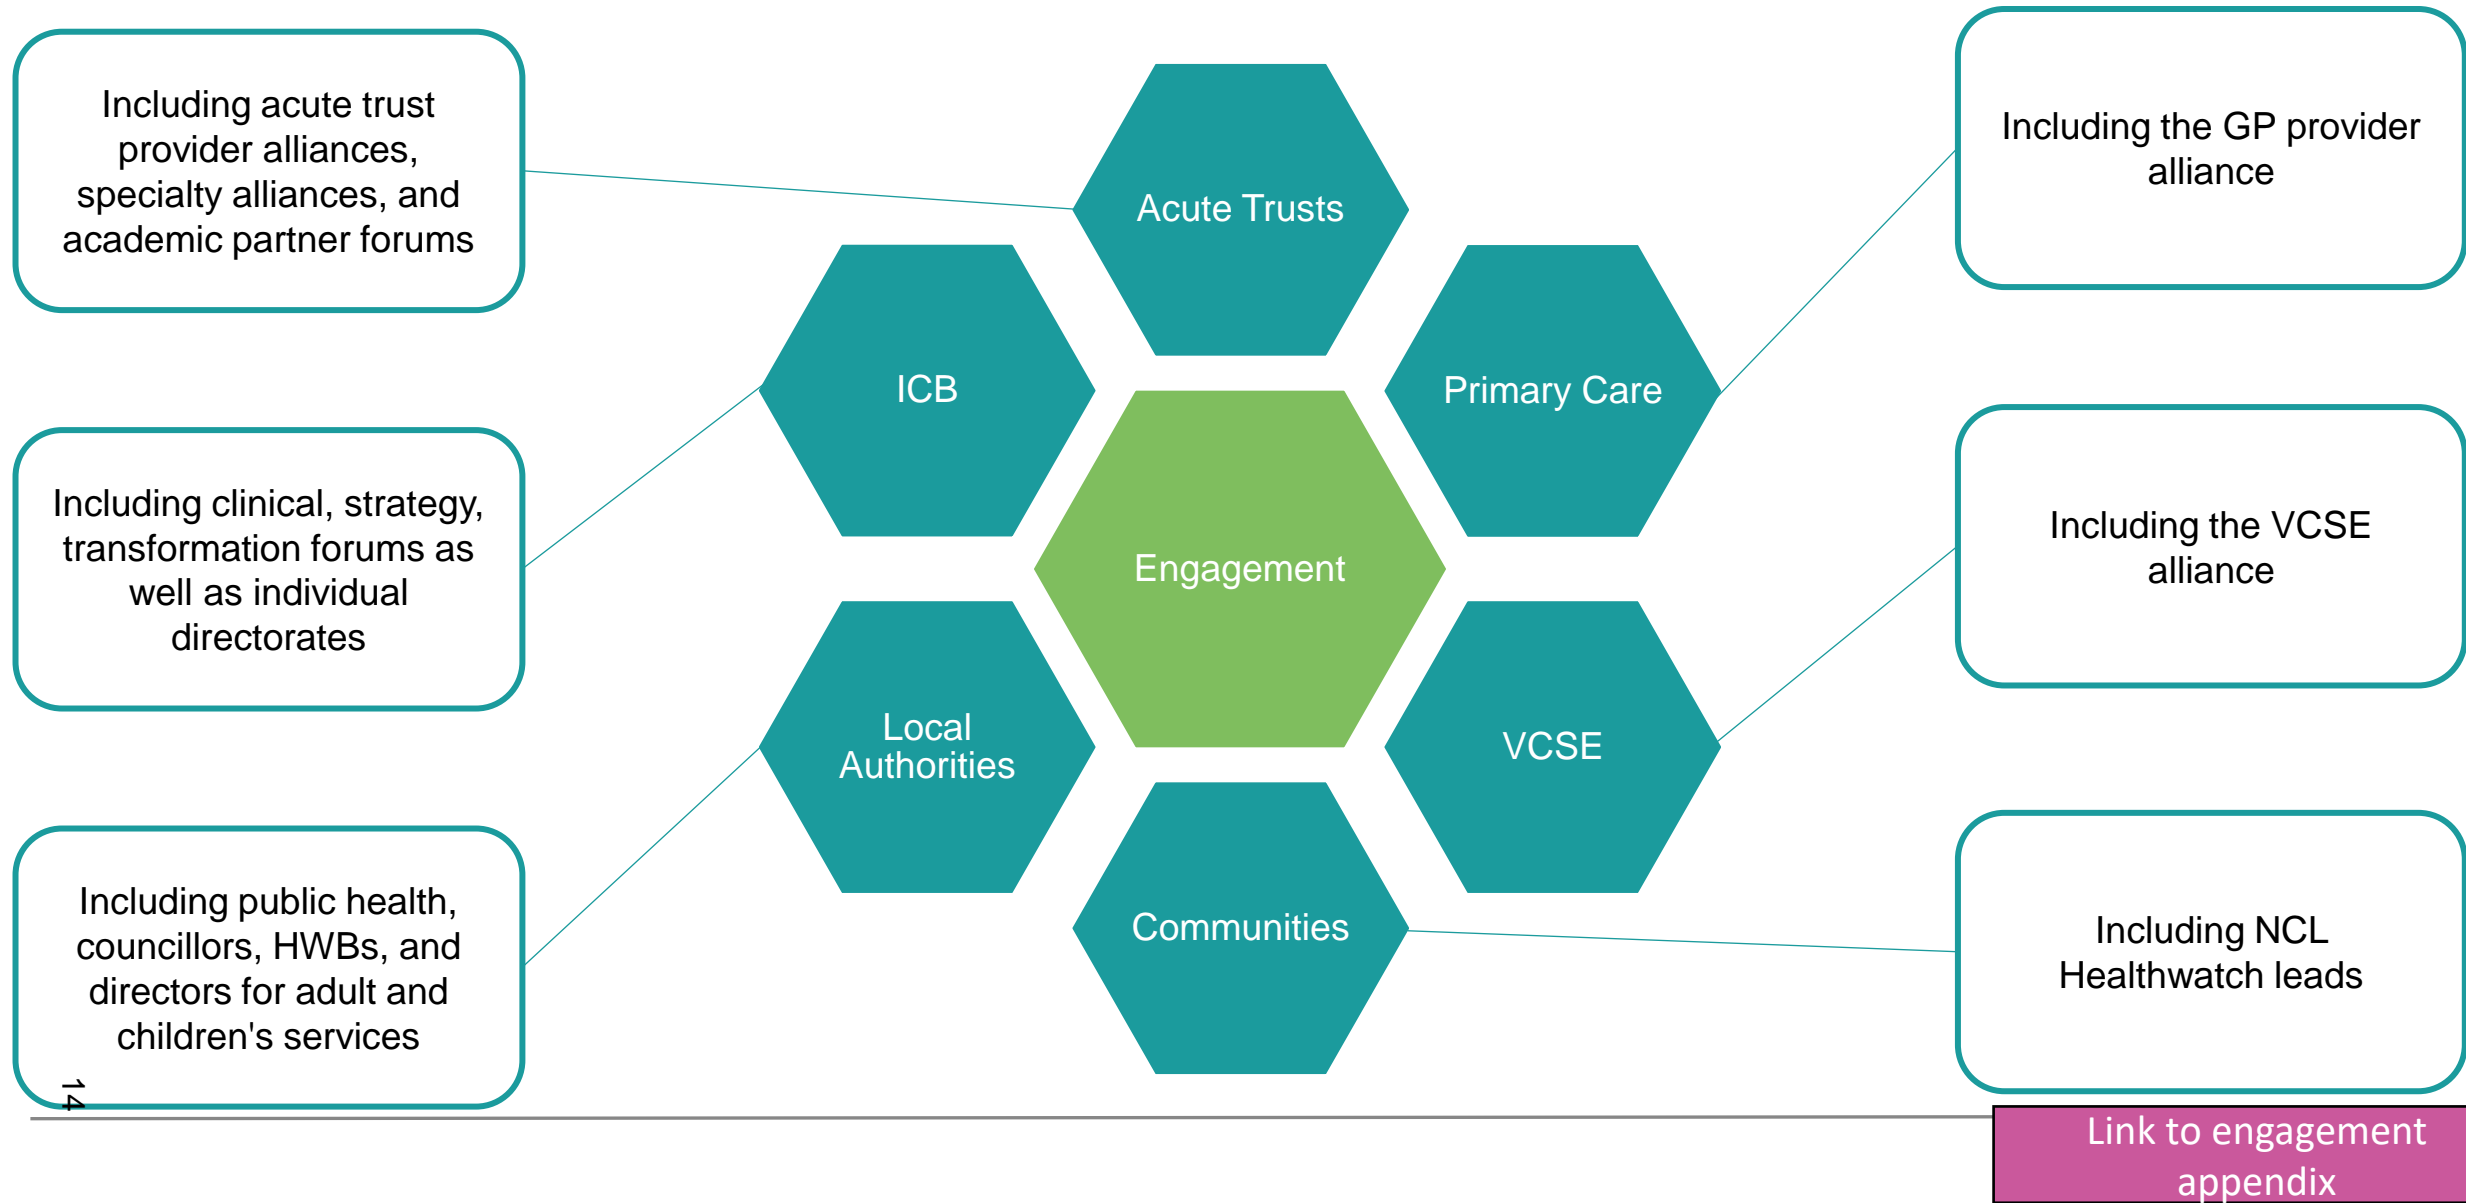 Including acute trust
provider alliances,
specialty alliances, and
academic partner forums
Including clinical, strategy,
transformation forums as
well as individual
directorates
Including public health,
councillors, HWBs, and
directors for adult and
children's services
14
Acute Trusts
ICB
Primary Care
Engagement
Local
Authorities
VCSE
Communities
Including the GP provider
alliance
Including the VCSE
alliance
Including NCL
Healthwatch leads
Link to engagement
appendix